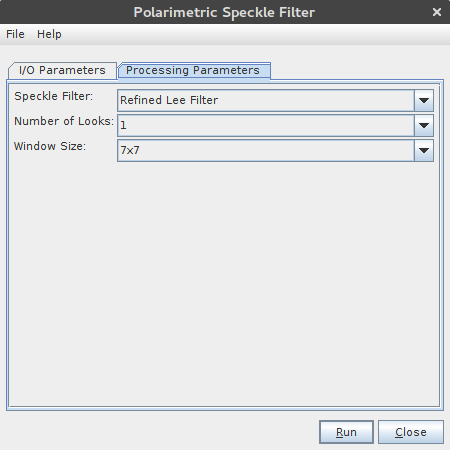 Polarimetric Speckle Filter
File Help
I/O Parameters Processing Parameters
Speckle Filter: Refined Lee Filter
Number of Looks: 1
Window Size: 7x7
Run Close